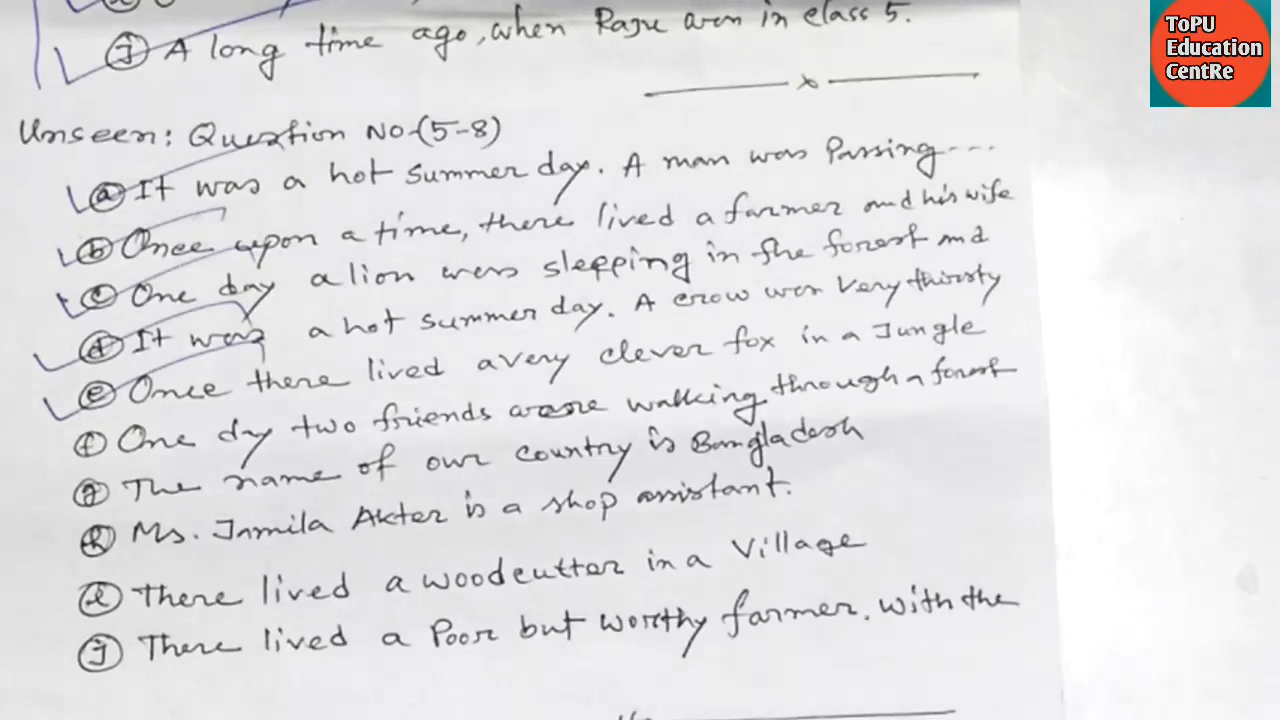 (j) A long time ago, when Raju was in class 5.
x
Unseen: Question No-(5-8)
(a) It was a hot summer day. A man was Passing....
(b) Once upon a time, there lived a farmer and his wife
(c) One day a lion was sleeping in the forest and
(d) It was a hot summer day. A crow was very thirsty
(e) Once there lived a very clever fox in a Jungle
(f) One day two friends were walking through a forest
(g) The name of our country is Bangladesh
(h) Ms. Jamila Akter is a shop assistant.
(i) There lived a woodcutter in a village
(j) There lived a Poor but worthy farmer. with the
ToPU
Education
CentRe